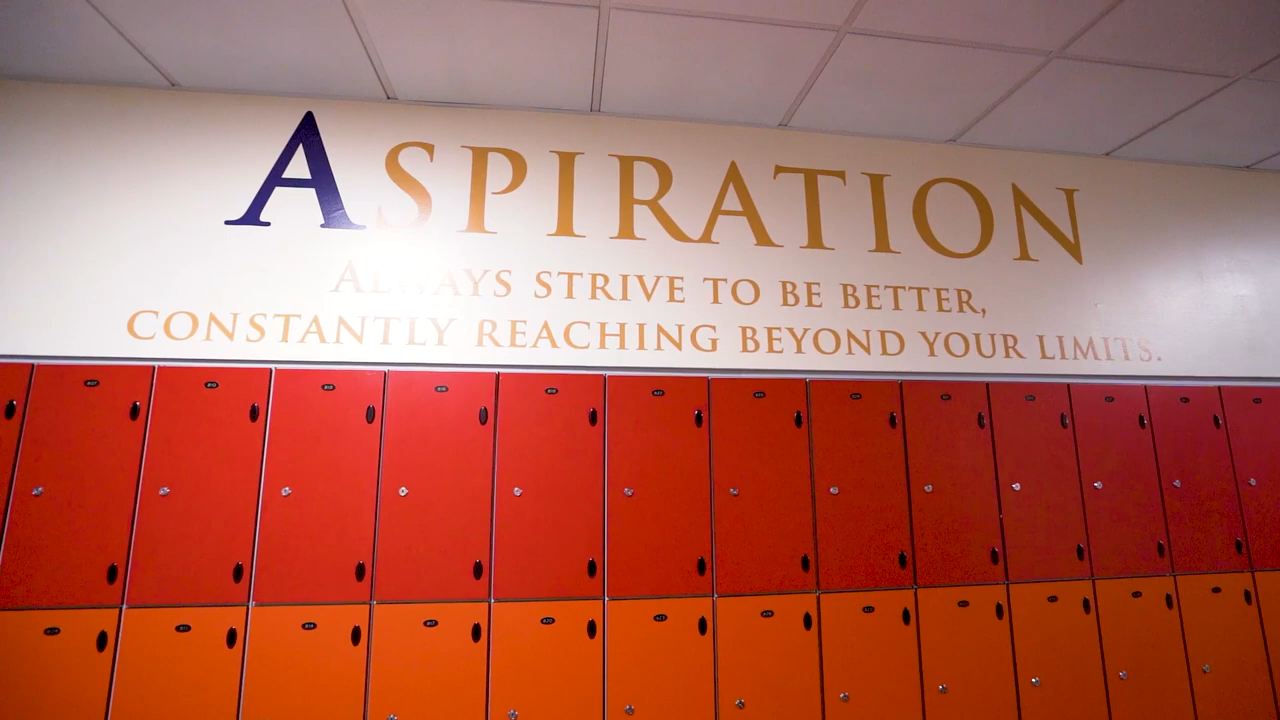 ASPIRATION
ALWAYS STRIVE TO BE BETTER,
CONSTANTLY REACHING BEYOND YOUR LIMITS.